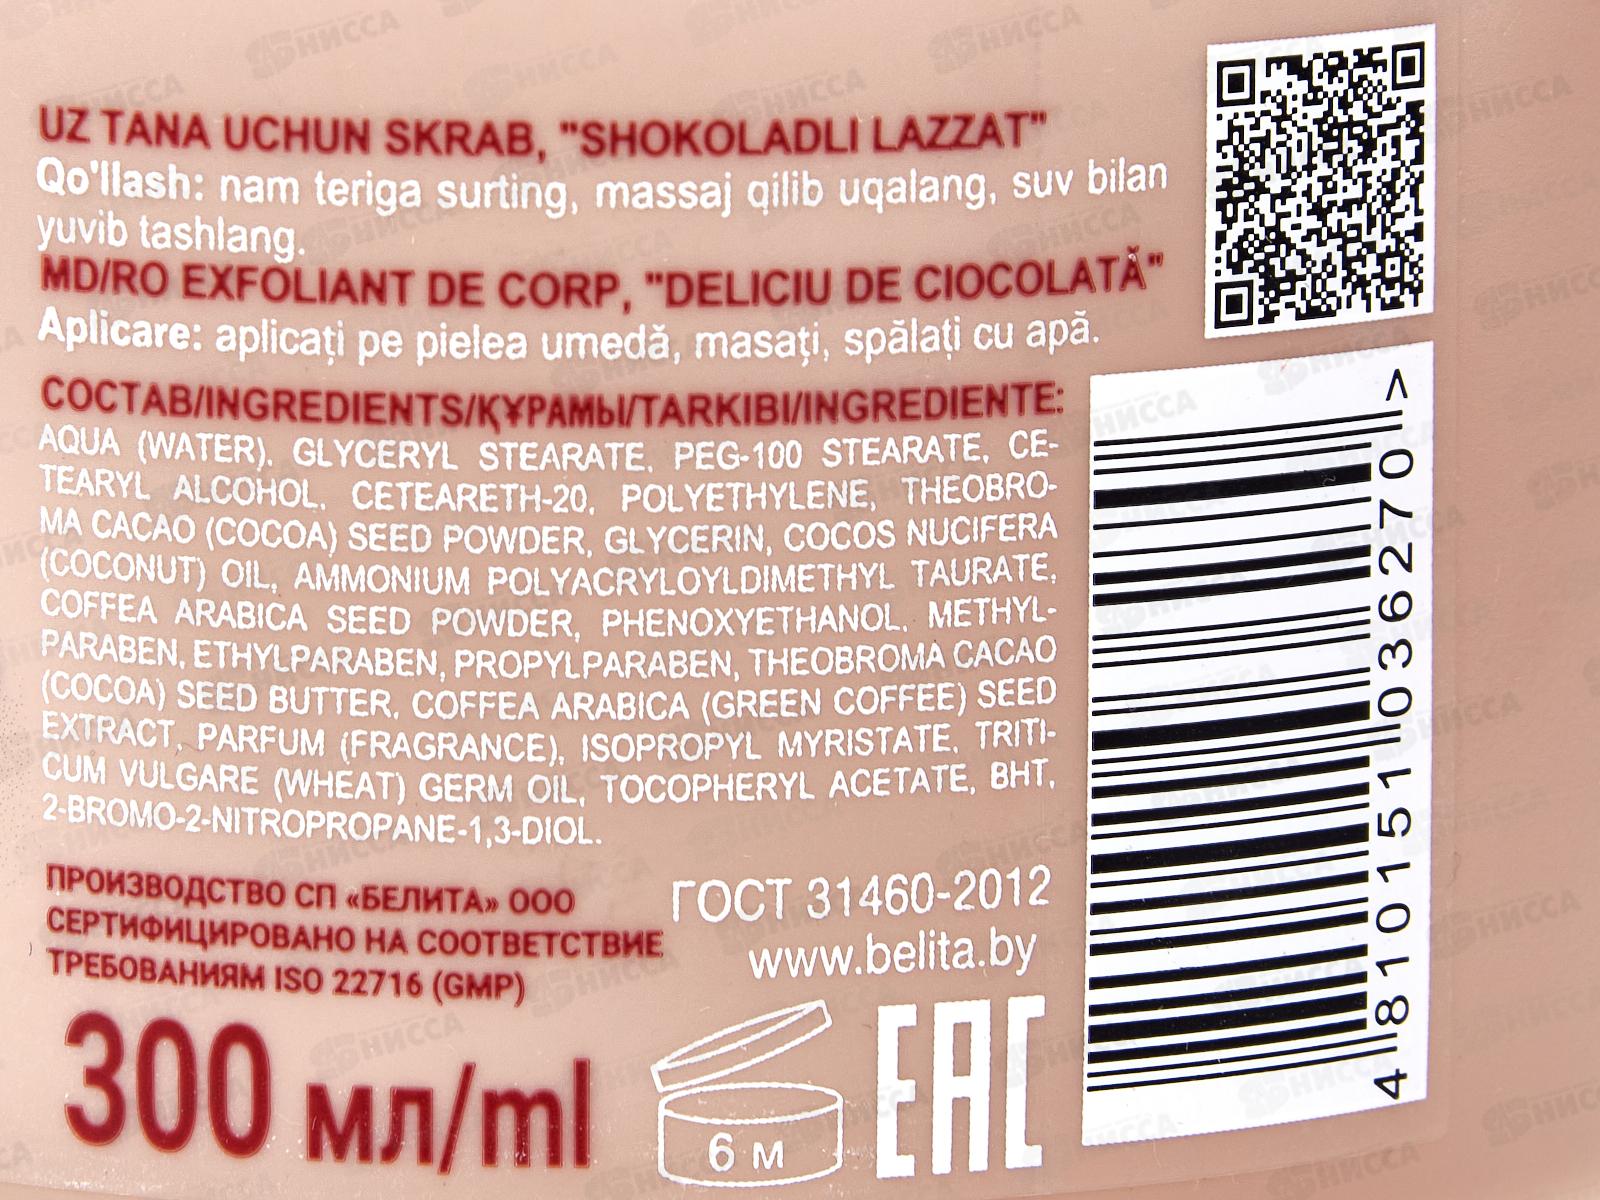 UZ TANA UCHUN SKRAB, "SHOKOLADLI LAZZAT"
Qo'llash: nam teriga surting, massaj qilib uqalang, suv bilan
yuvib tashlang.
MD/RO EXFOLIANT DE CORP, "DELICIU DE CIOCOLATĂ"
Aplicare: aplicați pe pielea umedă, masați, spălați cu apă.
СОСТАВ/INGREDIENTS/ҚҰРАМЫ/TARKIBI/INGREDIENTE:
AQUA (WATER), GLYCERYL STEARATE, PEG-100 STEARATE, CE-
TEARYL ALCOHOL, CETEARETH-20, POLYETHYLENE, THEOBRO-
MA CACAO (COCOA) SEED POWDER, GLYCERIN, COCOS NUCIFERA
(COCONUT) OIL, AMMONIUM POLYACRYLOYLDIMETHYL TAURATE,
COFFEA ARABICA SEED POWDER, PHENOXYETHANOL, METHYL-
PARABEN, ETHYLPARABEN, PROPYLPARABEN, THEOBROMA CACAO
(COCOA) SEED BUTTER, COFFEA ARABICA (GREEN COFFEE) SEED
EXTRACT, PARFUM (FRAGRANCE), ISOPROPYL MYRISTATE, TRITI-
CUM VULGARE (WHEAT) GERM OIL, TOCOPHERYL ACETATE, BHT,
2-BROMO-2-NITROPROPANE-1,3-DIOL.
ПРОИЗВОДСТВО СП «БЕЛИТА» ООО
СЕРТИФИЦИРОВАНО НА СООТВЕТСТВИЕ
ТРЕБОВАНИЯМ ISO 22716 (GMP)
ГОСТ 31460-2012
www.belita.by
300 мл/ml
6 м
EAC
4 810151 036270 >